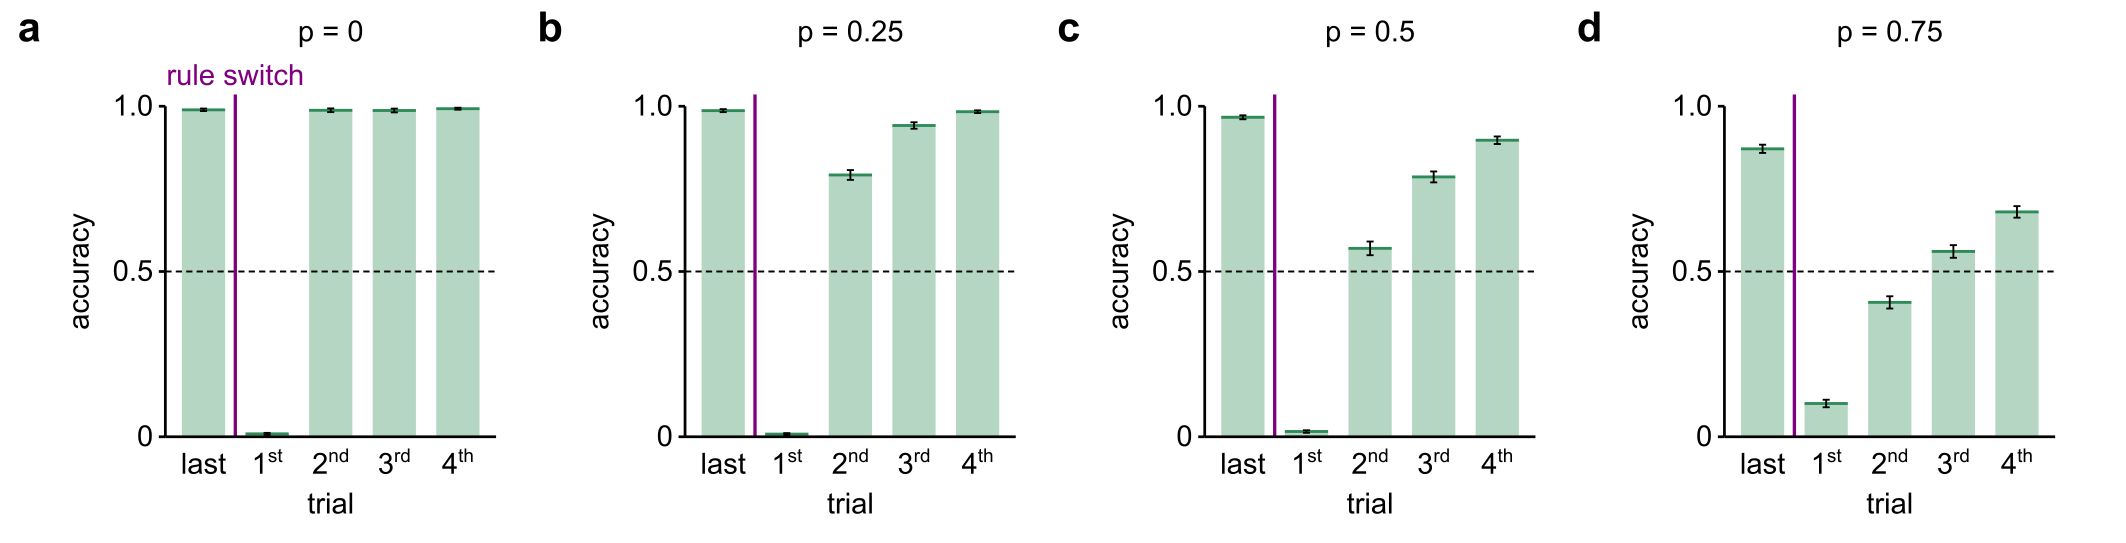 a
p = 0
rule switch
1.0
0.5
0
accuracy
last 1st 2nd 3rd 4th
trial
b
p = 0.25
1.0
0.5
0
accuracy
last 1st 2nd 3rd 4th
trial
c
p = 0.5
1.0
0.5
0
accuracy
last 1st 2nd 3rd 4th
trial
d
p = 0.75
1.0
0.5
0
accuracy
last 1st 2nd 3rd 4th
trial